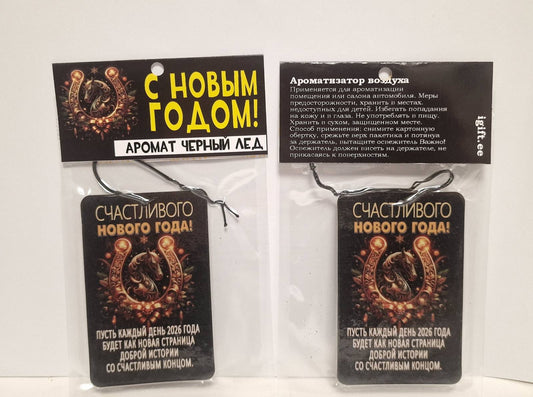 С НОВЫМ
ГОДОМ!
АРОМАТ ЧЕРНЫЙ ЛЕД
СЧАСТЛИВОГО
НОВОГО ГОДА!
ПУСТЬ КАЖДЫЙ ДЕНЬ 2026 ГОДА
БУДЕТ КАК НОВАЯ СТРАНИЦА
ДОБРОЙ ИСТОРИИ
СО СЧАСТЛИВЫМ КОНЦОМ.
Ароматизатор воздуха
Применяется для ароматизации
помещения или салона автомобиля. Меры
предосторожности, хранить в местах,
недоступных для детей. Избегать попадания
на кожу и в глаза. Не употреблять в пищу.
Хранить в сухом, защищенном месте.
Способ применения: снимите картонную
обертку, срежьте верх пакетика и потянув
за держатель, вытащите освежитель Важно!
Освежитель должен висеть на держателе, не
прикасаясь к поверхностям.
igift.ee
СЧАСТЛИВОГО
НОВОГО ГОДА!
ПУСТЬ КАЖДЫЙ ДЕНЬ 2026 ГОДА
БУДЕТ КАК НОВАЯ СТРАНИЦА
ДОБРОЙ ИСТОРИИ
СО СЧАСТЛИВЫМ КОНЦОМ.